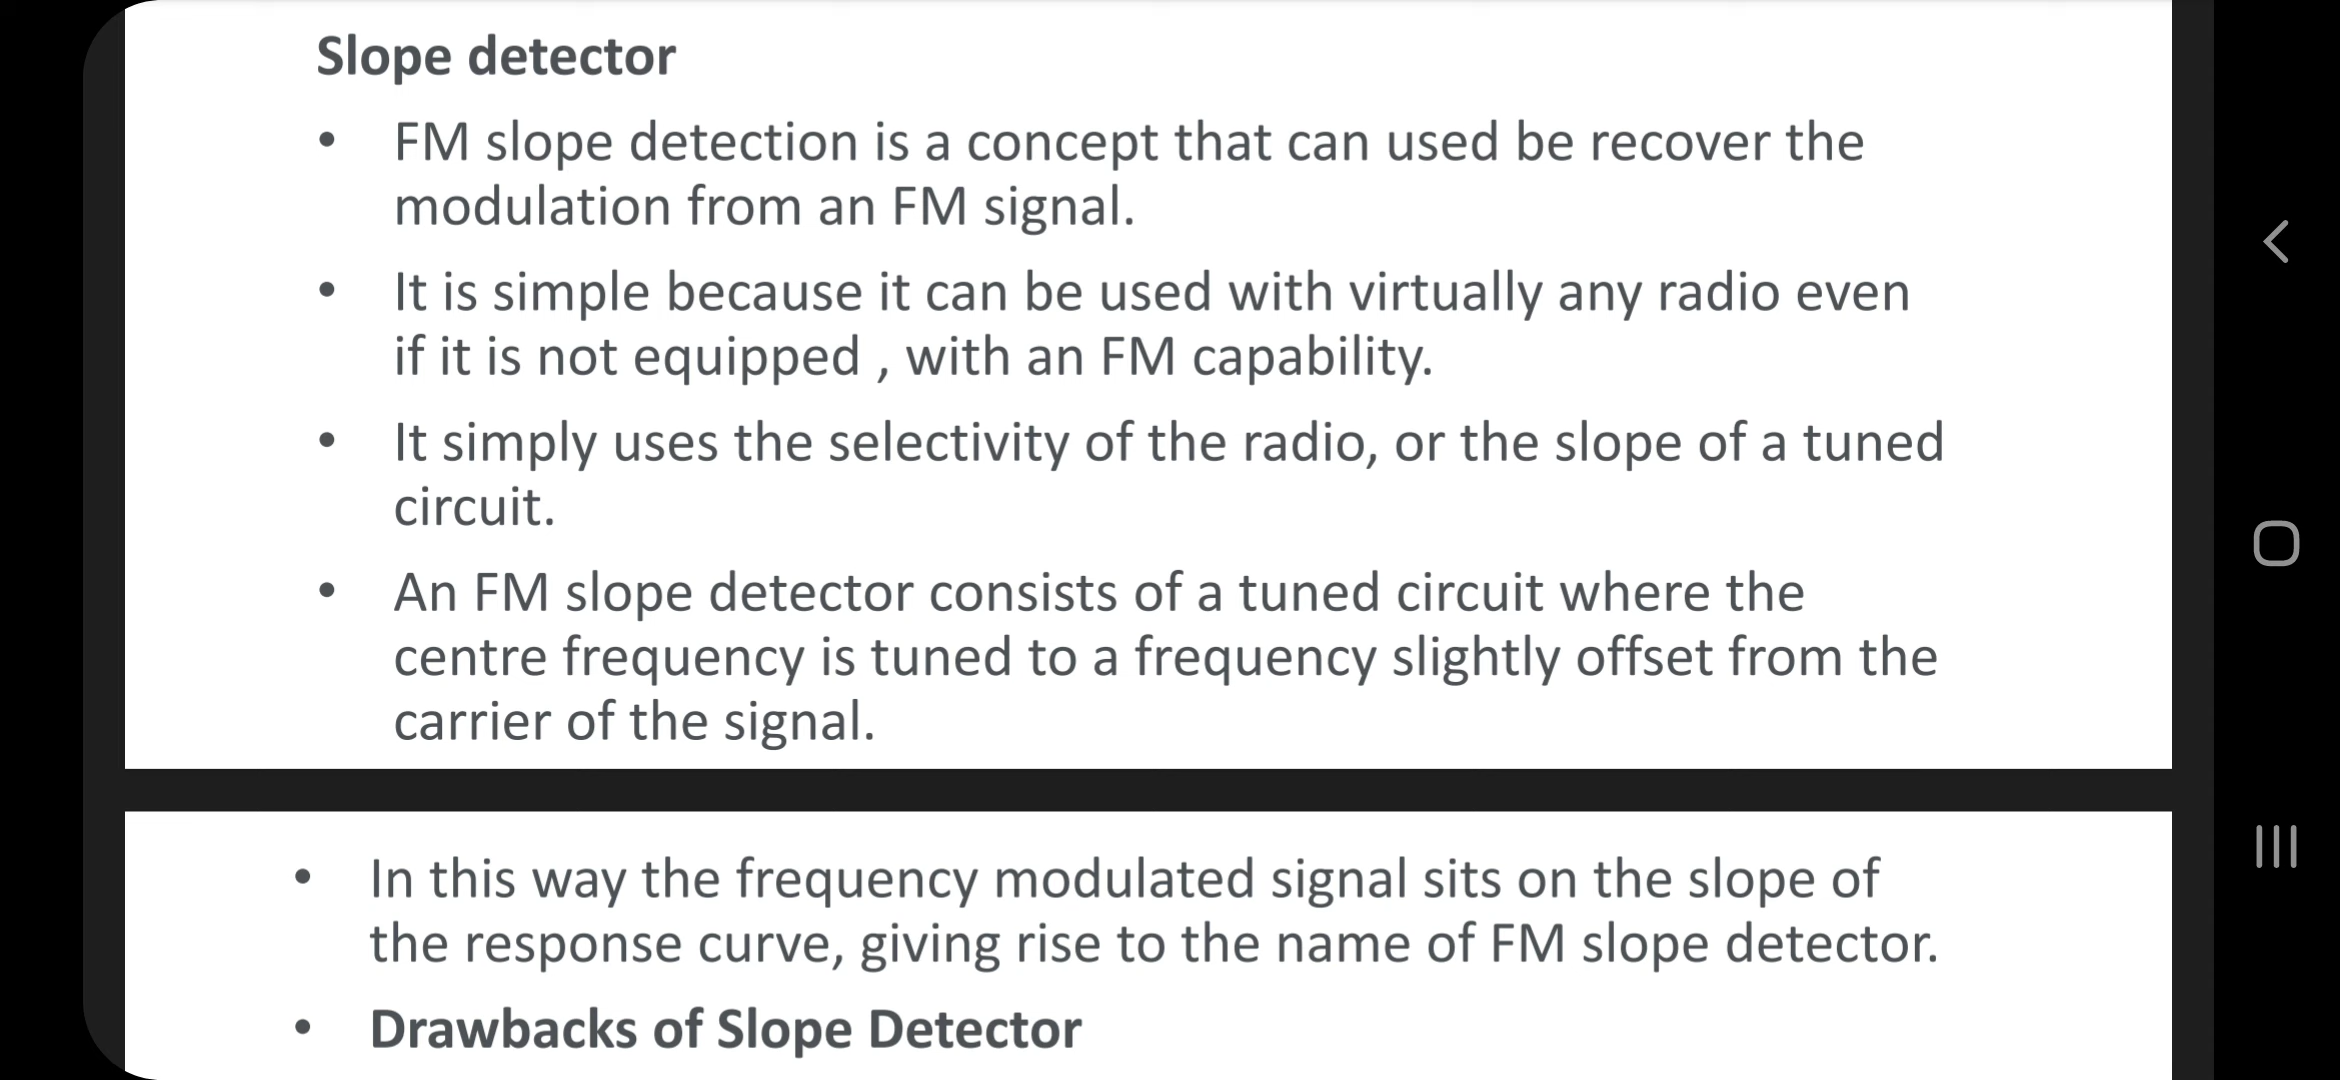 Slope detector
• FM slope detection is a concept that can used be recover the
modulation from an FM signal.
• It is simple because it can be used with virtually any radio even
if it is not equipped , with an FM capability.
• It simply uses the selectivity of the radio, or the slope of a tuned
circuit.
• An FM slope detector consists of a tuned circuit where the
centre frequency is tuned to a frequency slightly offset from the
carrier of the signal.
• In this way the frequency modulated signal sits on the slope of
the response curve, giving rise to the name of FM slope detector.
• Drawbacks of Slope Detector